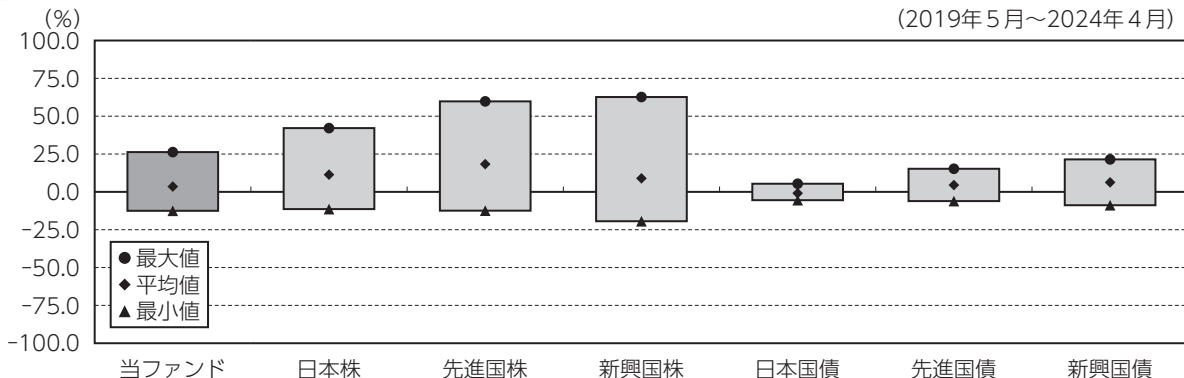 (%)
(2019年5月～2024年4月)
100.0
75.0
50.0
25.0
0.0
-25.0
-50.0
-75.0
-100.0
●最大値
◆平均値
▲最小値
当ファンド 日本株 先進国株 新興国株 日本国債 先進国債 新興国債